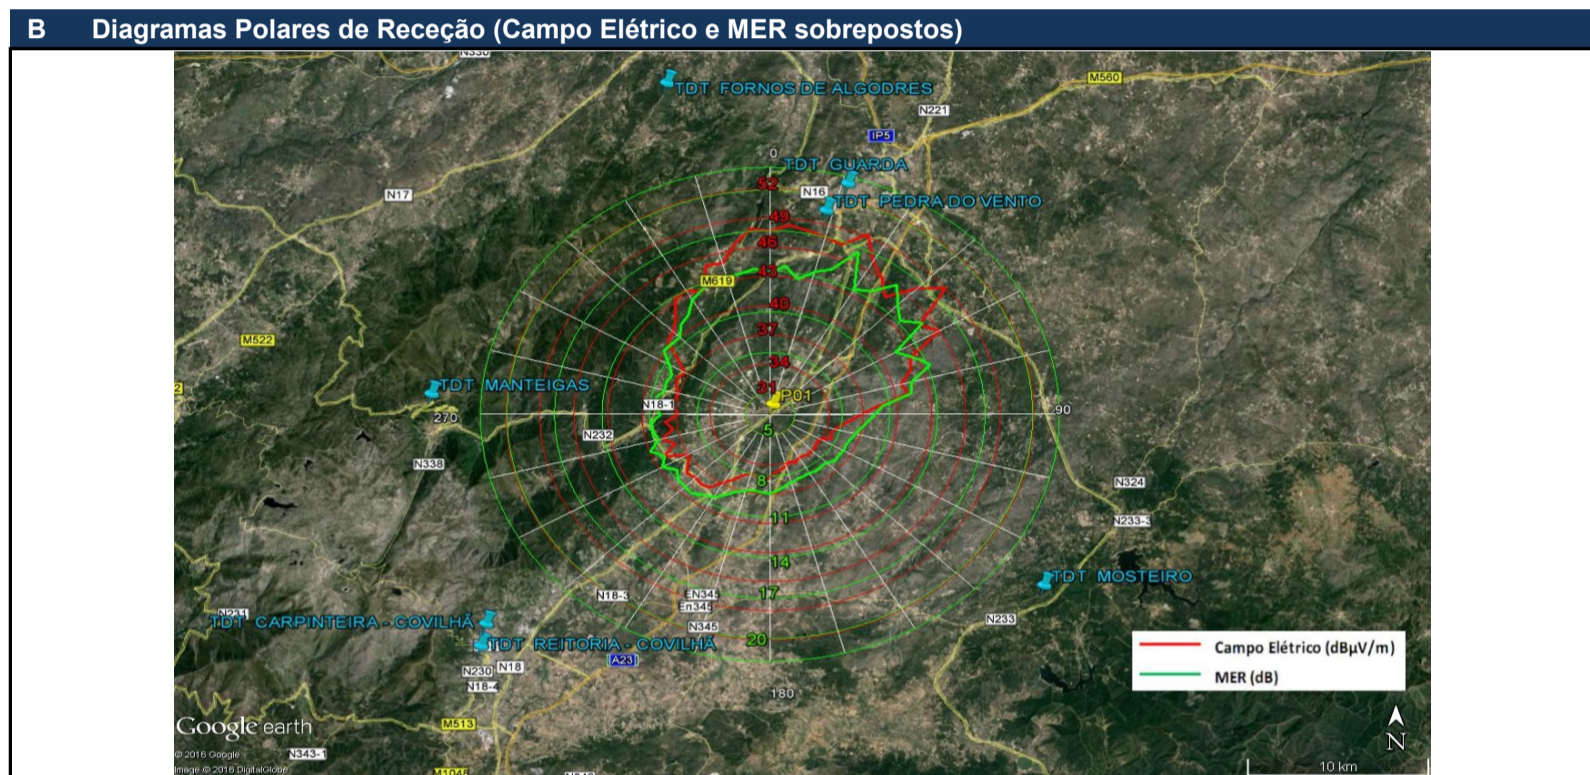 B Diagramas Polares de Receção (Campo Elétrico e MER sobrepostos)
N330
TDT FORNOS DE ALGODRES
M560
N221
IP5
0
TDT GUARDA
52
N16
N17
TDT PEDRA DO VENTO
49
46
43
M619
40
37
M522
34
31
TDT MANTEIGAS
P01
2
N18-1
270
90
5
N232
N338
8
N324
11
N233-3
14
TDT MOSTEIRO
17
N18-3
EN345
En345
N231
TDT CARPINTEIRA - COVILHÃ
N345
N233
20
TDT REITORIA - COVILHÃ
Campo Elétrico (dBµV/m)
A23
N230
N18
MER (dB)
N18-4
180
Google earth
M513
N
© 2016 Google
N343-1
Image © 2016 DigitalGlobe
10 km